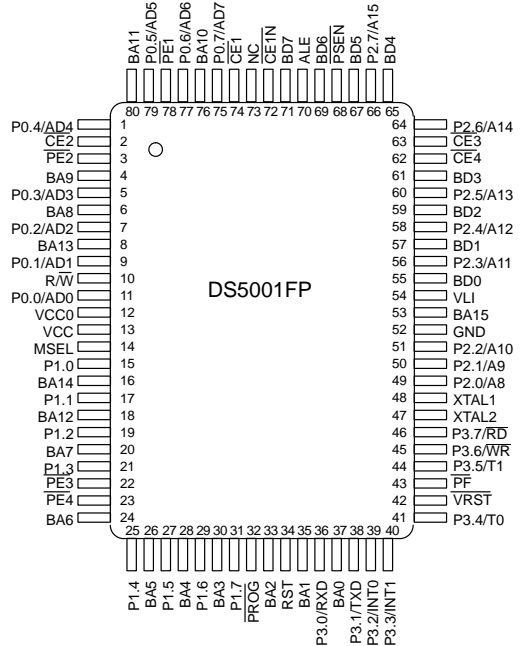 BA11
P0.5/AD5
PE1
P0.6/AD6
BA10
P0.7/AD7
CE1
NC
CE1N
BD7
ALE
BD6
PSEN
BD5
P2.7/A15
BD4
80 79 78 77 76 75 74 73 72 71 70 69 68 67 66 65
P0.4/AD4 1
CE2 2
PE2 3
BA9 4
P0.3/AD3 5
BA8 6
P0.2/AD2 7
BA13 8
P0.1/AD1 9
R/W 10
P0.0/AD0 11
VCC0 12
VCC 13
MSEL 14
P1.0 15
BA14 16
P1.1 17
BA12 18
P1.2 19
BA7 20
P1.3 21
PE3 22
PE4 23
BA6 24
DS5001FP
64 P2.6/A14
63 CE3
62 CE4
61 BD3
60 P2.5/A13
59 BD2
58 P2.4/A12
57 BD1
56 P2.3/A11
55 BD0
54 VLI
53 BA15
52 GND
51 P2.2/A10
50 P2.1/A9
49 P2.0/A8
48 XTAL1
47 XTAL2
46 P3.7/RD
45 P3.6/WR
44 P3.5/T1
43 PF
42 VRST
41 P3.4/T0
25 26 27 28 29 30 31 32 33 34 35 36 37 38 39 40
P1.4
BA5
P1.5
BA4
P1.6
BA3
P1.7
PROG
BA2
RST
BA1
P3.0/RXD
BA0
P3.1/TXD
P3.2/INT0
P3.3/INT1